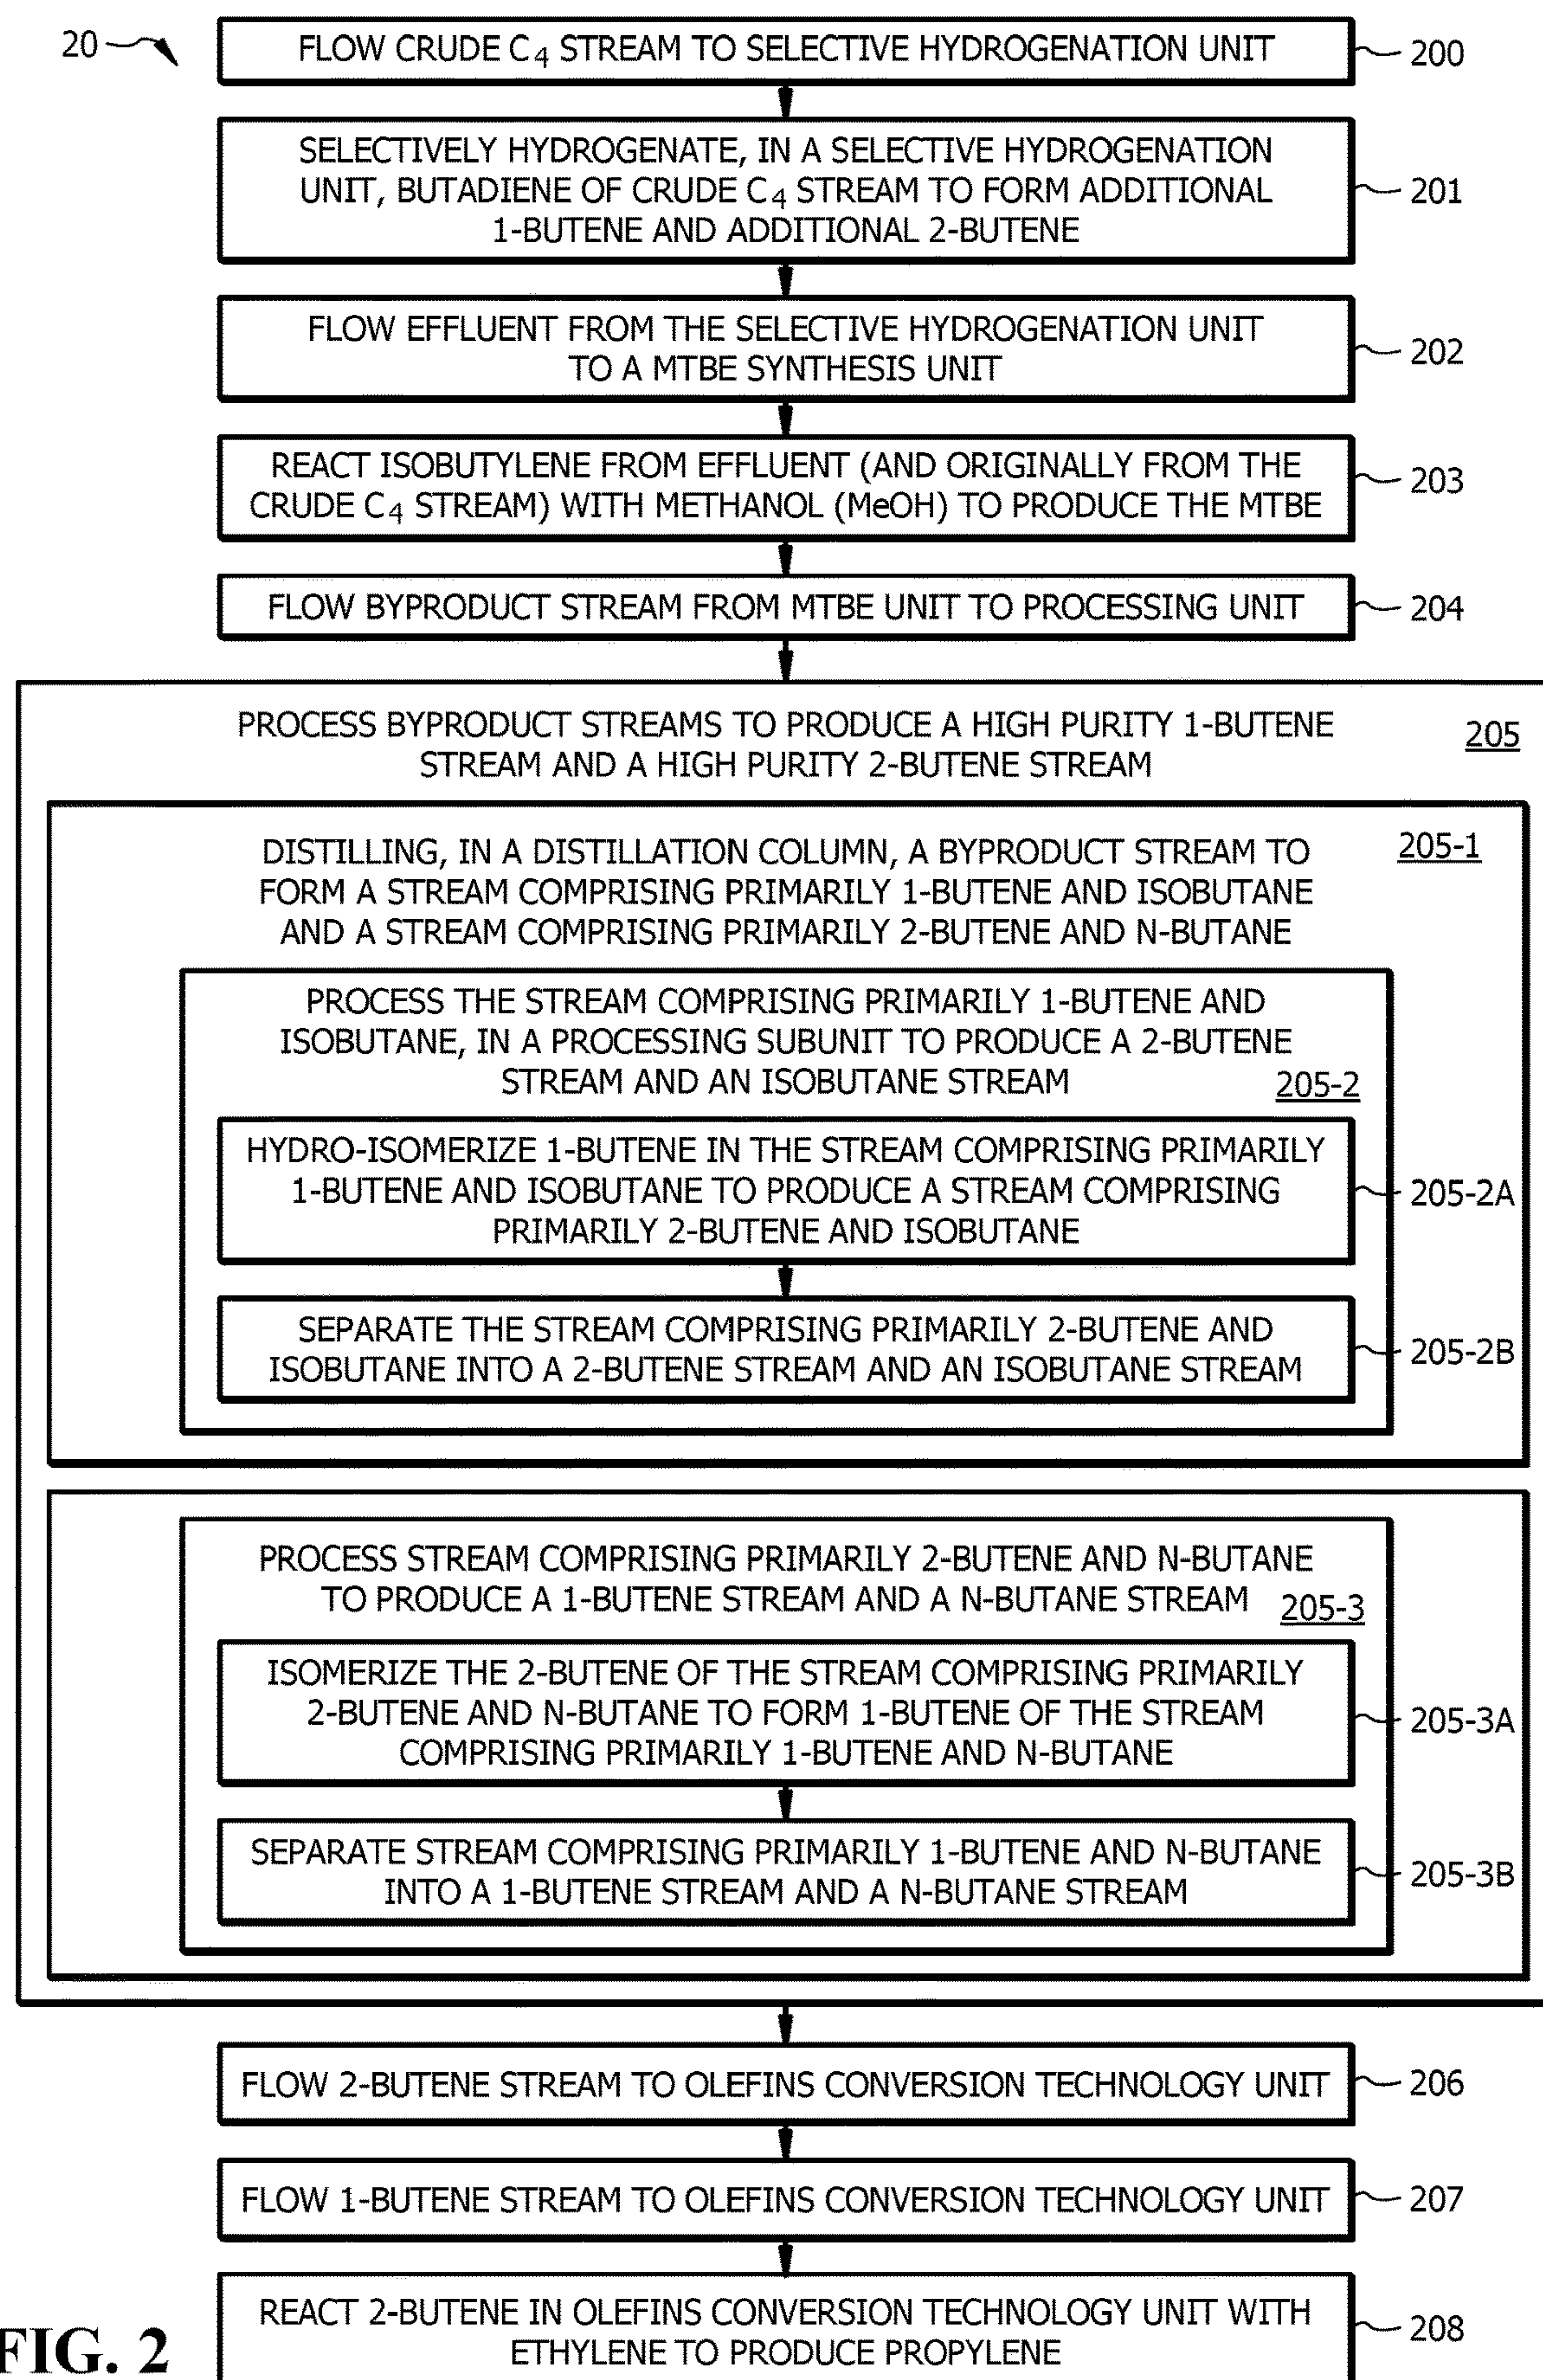 20
FLOW CRUDE C4 STREAM TO SELECTIVE HYDROGENATION UNIT
200
SELECTIVELY HYDROGENATE, IN A SELECTIVE HYDROGENATION
UNIT, BUTADIENE OF CRUDE C4 STREAM TO FORM ADDITIONAL
1-BUTENE AND ADDITIONAL 2-BUTENE
201
FLOW EFFLUENT FROM THE SELECTIVE HYDROGENATION UNIT
TO A MTBE SYNTHESIS UNIT
202
REACT ISOBUTYLENE FROM EFFLUENT (AND ORIGINALLY FROM THE
CRUDE C4 STREAM) WITH METHANOL (MeOH) TO PRODUCE THE MTBE
203
FLOW BYPRODUCT STREAM FROM MTBE UNIT TO PROCESSING UNIT
204
PROCESS BYPRODUCT STREAMS TO PRODUCE A HIGH PURITY 1-BUTENE
STREAM AND A HIGH PURITY 2-BUTENE STREAM
205
DISTILLING, IN A DISTILLATION COLUMN, A BYPRODUCT STREAM TO
FORM A STREAM COMPRISING PRIMARILY 1-BUTENE AND ISOBUTANE
AND A STREAM COMPRISING PRIMARILY 2-BUTENE AND N-BUTANE
205-1
PROCESS THE STREAM COMPRISING PRIMARILY 1-BUTENE AND
ISOBUTANE, IN A PROCESSING SUBUNIT TO PRODUCE A 2-BUTENE
STREAM AND AN ISOBUTANE STREAM
205-2
HYDRO-ISOMERIZE 1-BUTENE IN THE STREAM COMPRISING PRIMARILY
1-BUTENE AND ISOBUTANE TO PRODUCE A STREAM COMPRISING
PRIMARILY 2-BUTENE AND ISOBUTANE
205-2A
SEPARATE THE STREAM COMPRISING PRIMARILY 2-BUTENE AND
ISOBUTANE INTO A 2-BUTENE STREAM AND AN ISOBUTANE STREAM
205-2B
PROCESS STREAM COMPRISING PRIMARILY 2-BUTENE AND N-BUTANE
TO PRODUCE A 1-BUTENE STREAM AND A N-BUTANE STREAM
205-3
ISOMERIZE THE 2-BUTENE OF THE STREAM COMPRISING PRIMARILY
2-BUTENE AND N-BUTANE TO FORM 1-BUTENE OF THE STREAM
COMPRISING PRIMARILY 1-BUTENE AND N-BUTANE
205-3A
SEPARATE STREAM COMPRISING PRIMARILY 1-BUTENE AND N-BUTANE
INTO A 1-BUTENE STREAM AND A N-BUTANE STREAM
205-3B
FLOW 2-BUTENE STREAM TO OLEFINS CONVERSION TECHNOLOGY UNIT
206
FLOW 1-BUTENE STREAM TO OLEFINS CONVERSION TECHNOLOGY UNIT
207
REACT 2-BUTENE IN OLEFINS CONVERSION TECHNOLOGY UNIT WITH
ETHYLENE TO PRODUCE PROPYLENE
208
FIG. 2